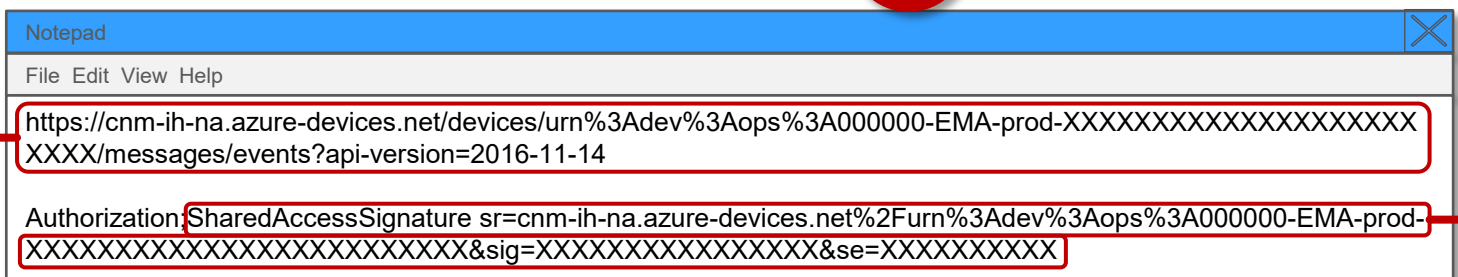 Notepad
File Edit View Help
https://cnm-ih-na.azure-devices.net/devices/urn%3Adev%3Aops%3A000000-EMA-prod-XXXXXXXXXXXXXXXXXXXX
XXXX/messages/events?api-version=2016-11-14
Authorization;SharedAccessSignature sr=cnm-ih-na.azure-devices.net%2Furn%3Adev%3Aops%3A000000-EMA-prod-
XXXXXXXXXXXXXXXXXXXXXXXXX&sig=XXXXXXXXXXXXXXXX&se=XXXXXXXXXX